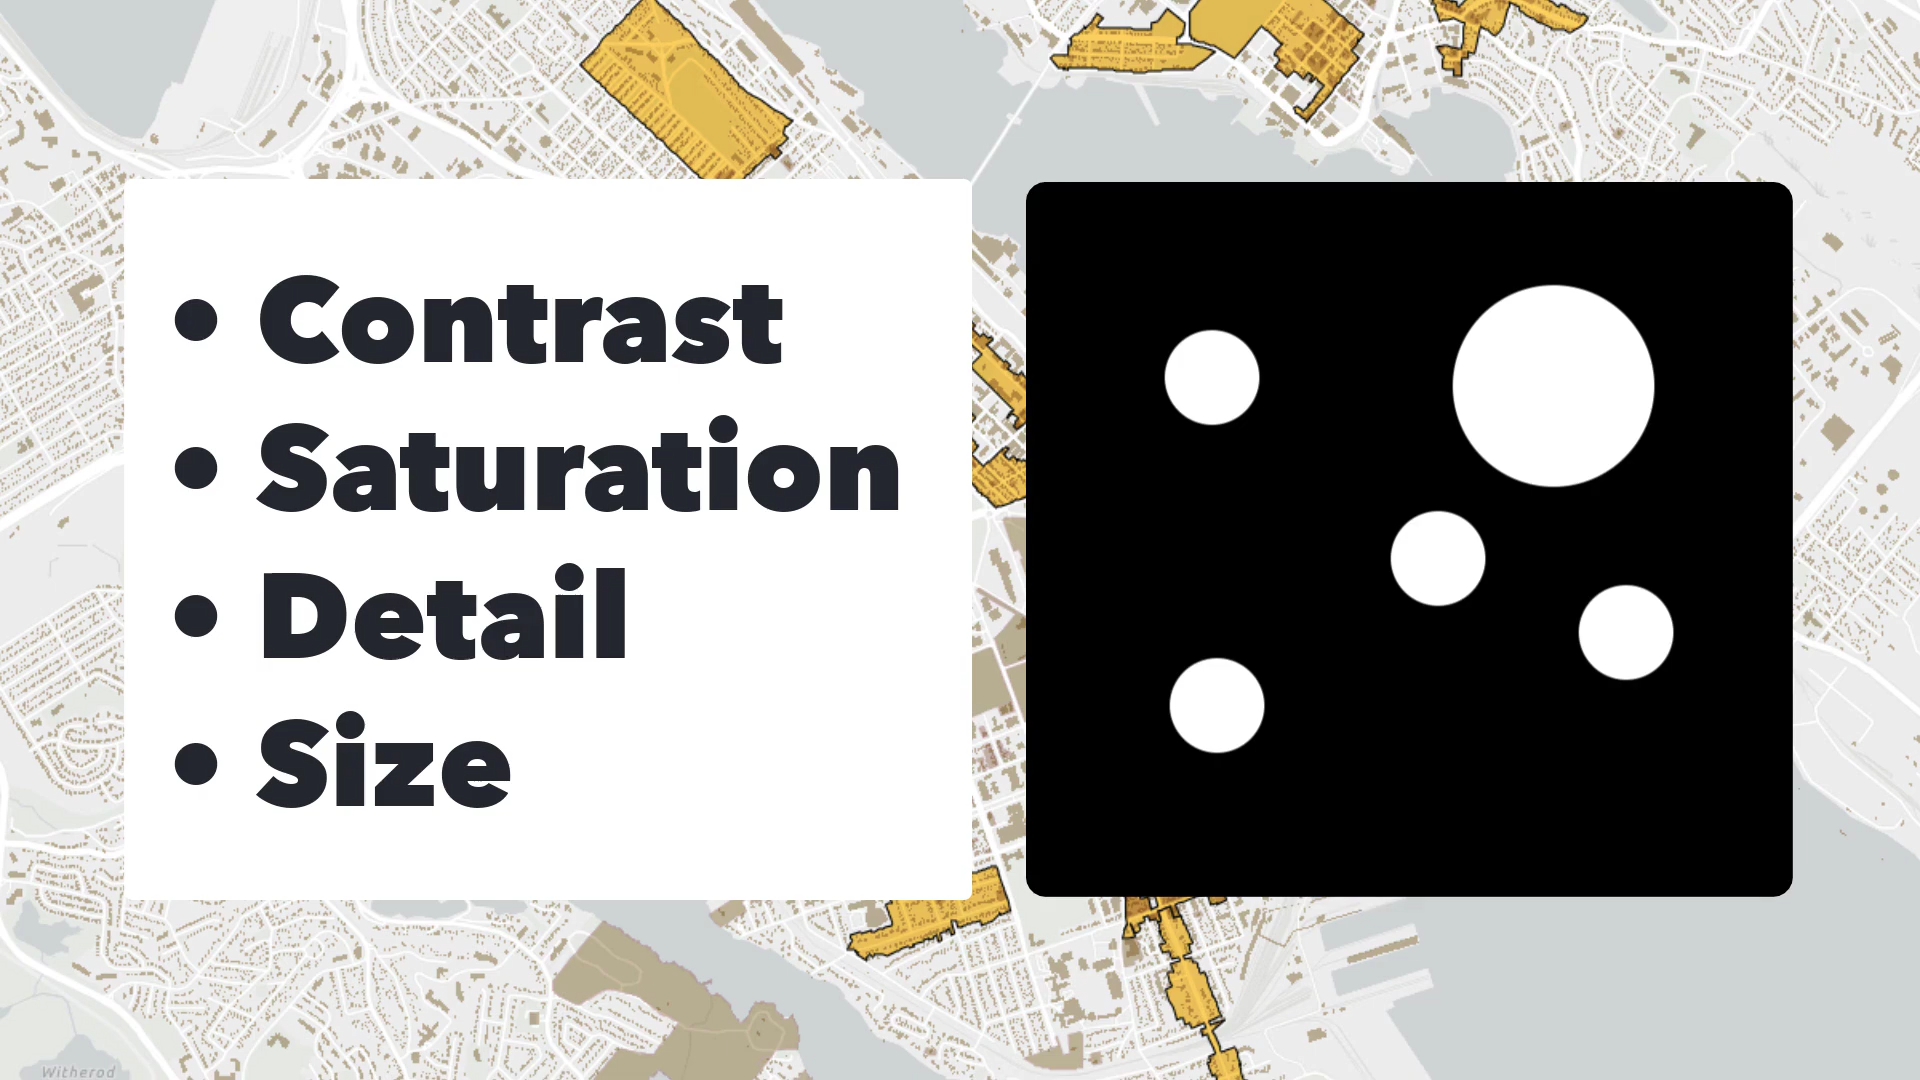 • Contrast
• Saturation
• Detail
• Size
Witherod